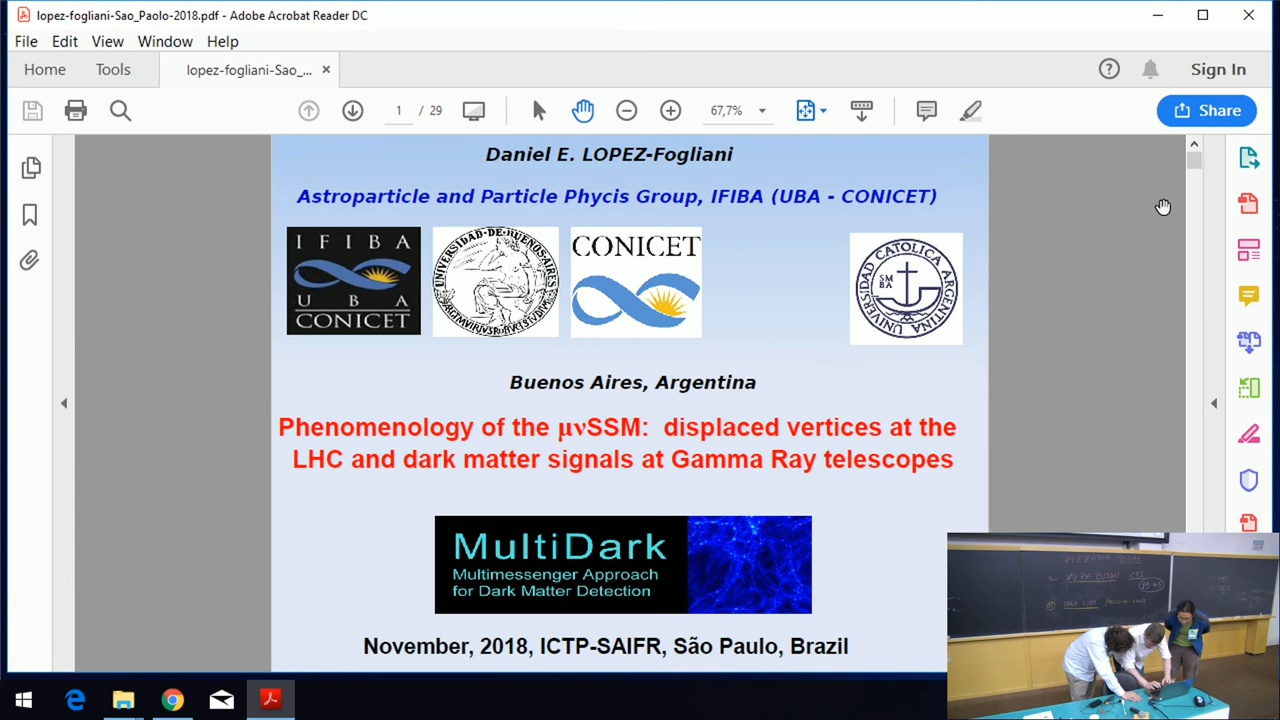 lopez-fogliani-Sao_Paolo-2018.pdf - Adobe Acrobat Reader DC
File Edit View Window Help
Home Tools lopez-fogliani-Sao_... Sign In
1 / 29 67,7% Share
Daniel E. LOPEZ-Fogliani
Astroparticle and Particle Phycis Group, IFIBA (UBA - CONICET)
IFIBA
UBA
CONICET
UNIVERSIDAD·DE·BUENOS·AIRES
CONICET
UNIVERSIDAD CATOLICA ARGENTINA
SM
BA
Buenos Aires, Argentina
Phenomenology of the μνSSM: displaced vertices at the
LHC and dark matter signals at Gamma Ray telescopes
MultiDark
Multimessenger Approach
for Dark Matter Detection
November, 2018, ICTP-SAIFR, São Paulo, Brazil